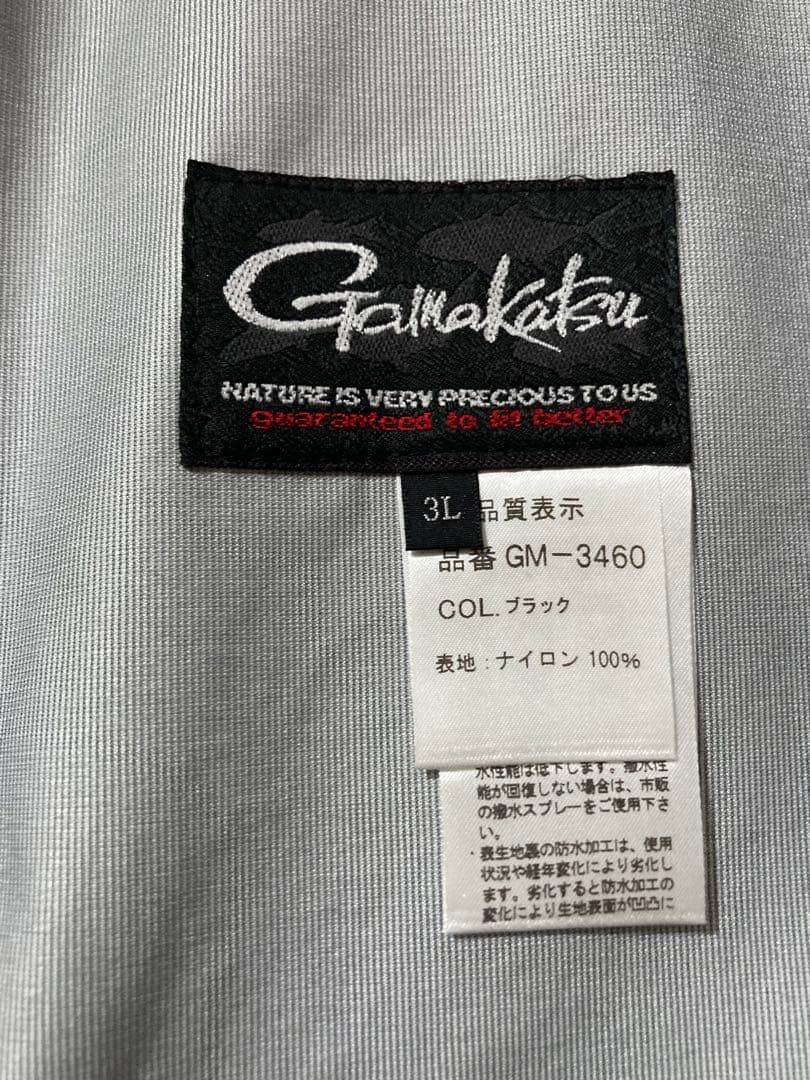 Gamakatsu
NATURE IS VERY PRECIOUS TO US
guaranteed to fit better
3L
品質表示
品番 GM-3460
COL. ブラック
表地:ナイロン 100%
水性能は低下します。撥水性
能が回復しない場合は、市販
の撥水スプレーをご使用下さ
い。
・表生地裏の防水加工は、使用
状況や経年変化により劣化し
ます。劣化すると防水加工の
変化により生地表面が凹凸に